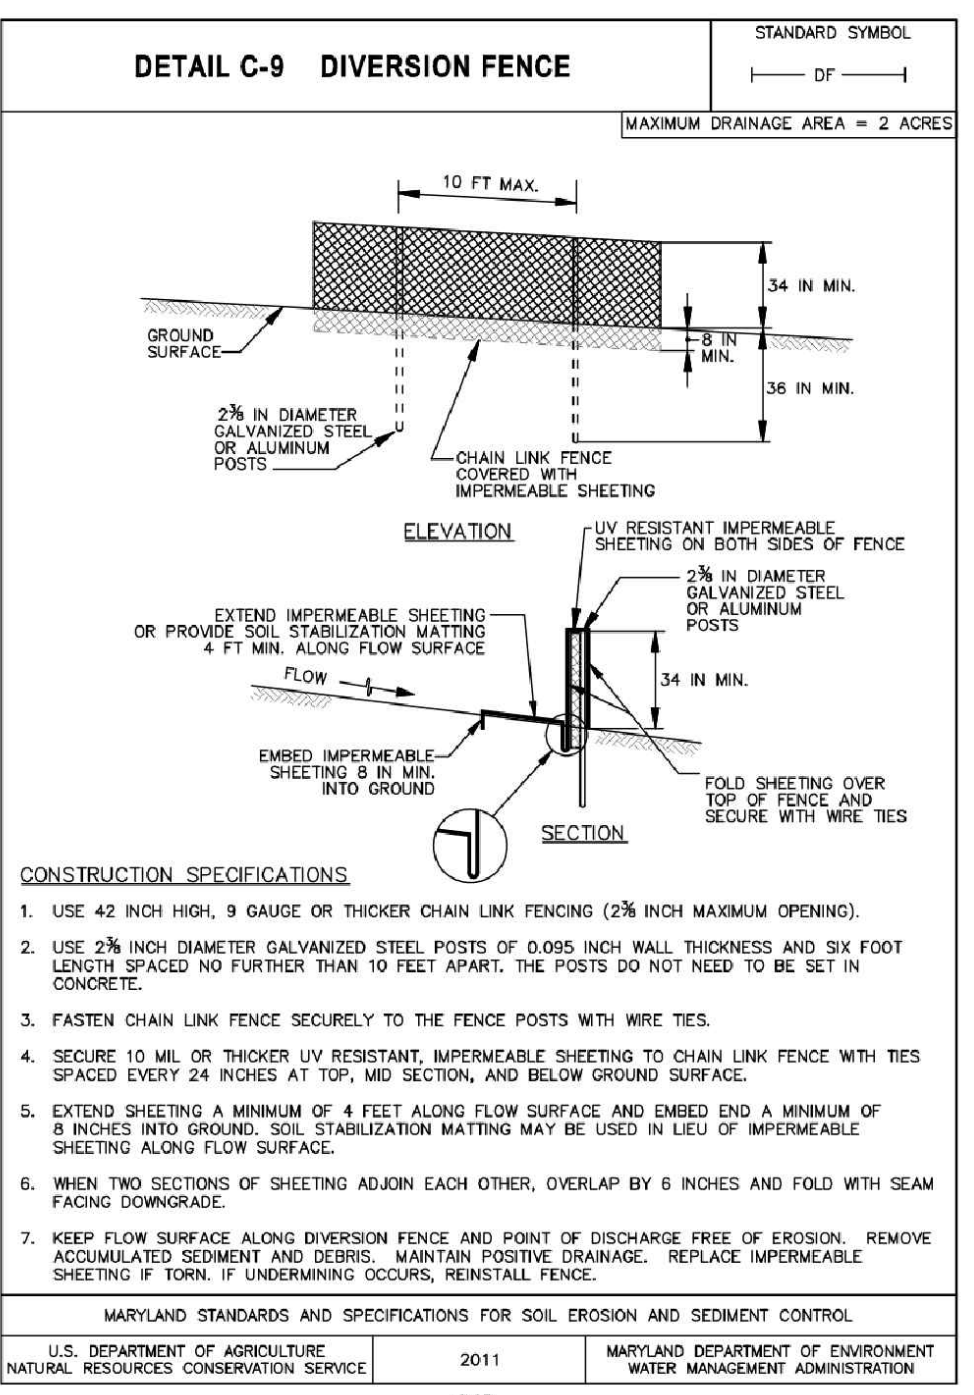 DETAIL C-9 DIVERSION FENCE
STANDARD SYMBOL
DF
MAXIMUM DRAINAGE AREA = 2 ACRES
10 FT MAX.
34 IN MIN.
GROUND
SURFACE
8 IN
MIN.
36 IN MIN.
2⅜ IN DIAMETER
GALVANIZED STEEL
OR ALUMINUM
POSTS
CHAIN LINK FENCE
COVERED WITH
IMPERMEABLE SHEETING
ELEVATION
UV RESISTANT IMPERMEABLE
SHEETING ON BOTH SIDES OF FENCE
2⅜ IN DIAMETER
GALVANIZED STEEL
OR ALUMINUM
POSTS
EXTEND IMPERMEABLE SHEETING
OR PROVIDE SOIL STABILIZATION MATTING
4 FT MIN. ALONG FLOW SURFACE
FLOW
34 IN MIN.
EMBED IMPERMEABLE
SHEETING 8 IN MIN.
INTO GROUND
FOLD SHEETING OVER
TOP OF FENCE AND
SECURE WITH WIRE TIES
SECTION
CONSTRUCTION SPECIFICATIONS
1. USE 42 INCH HIGH, 9 GAUGE OR THICKER CHAIN LINK FENCING (2⅜ INCH MAXIMUM OPENING).
2. USE 2⅜ INCH DIAMETER GALVANIZED STEEL POSTS OF 0.095 INCH WALL THICKNESS AND SIX FOOT
LENGTH SPACED NO FURTHER THAN 10 FEET APART. THE POSTS DO NOT NEED TO BE SET IN
CONCRETE.
3. FASTEN CHAIN LINK FENCE SECURELY TO THE FENCE POSTS WITH WIRE TIES.
4. SECURE 10 MIL OR THICKER UV RESISTANT, IMPERMEABLE SHEETING TO CHAIN LINK FENCE WITH TIES
SPACED EVERY 24 INCHES AT TOP, MID SECTION, AND BELOW GROUND SURFACE.
5. EXTEND SHEETING A MINIMUM OF 4 FEET ALONG FLOW SURFACE AND EMBED END A MINIMUM OF
8 INCHES INTO GROUND. SOIL STABILIZATION MATTING MAY BE USED IN LIEU OF IMPERMEABLE
SHEETING ALONG FLOW SURFACE.
6. WHEN TWO SECTIONS OF SHEETING ADJOIN EACH OTHER, OVERLAP BY 6 INCHES AND FOLD WITH SEAM
FACING DOWNGRADE.
7. KEEP FLOW SURFACE ALONG DIVERSION FENCE AND POINT OF DISCHARGE FREE OF EROSION. REMOVE
ACCUMULATED SEDIMENT AND DEBRIS. MAINTAIN POSITIVE DRAINAGE. REPLACE IMPERMEABLE
SHEETING IF TORN. IF UNDERMINING OCCURS, REINSTALL FENCE.
MARYLAND STANDARDS AND SPECIFICATIONS FOR SOIL EROSION AND SEDIMENT CONTROL
U.S. DEPARTMENT OF AGRICULTURE
NATURAL RESOURCES CONSERVATION SERVICE
2011
MARYLAND DEPARTMENT OF ENVIRONMENT
WATER MANAGEMENT ADMINISTRATION